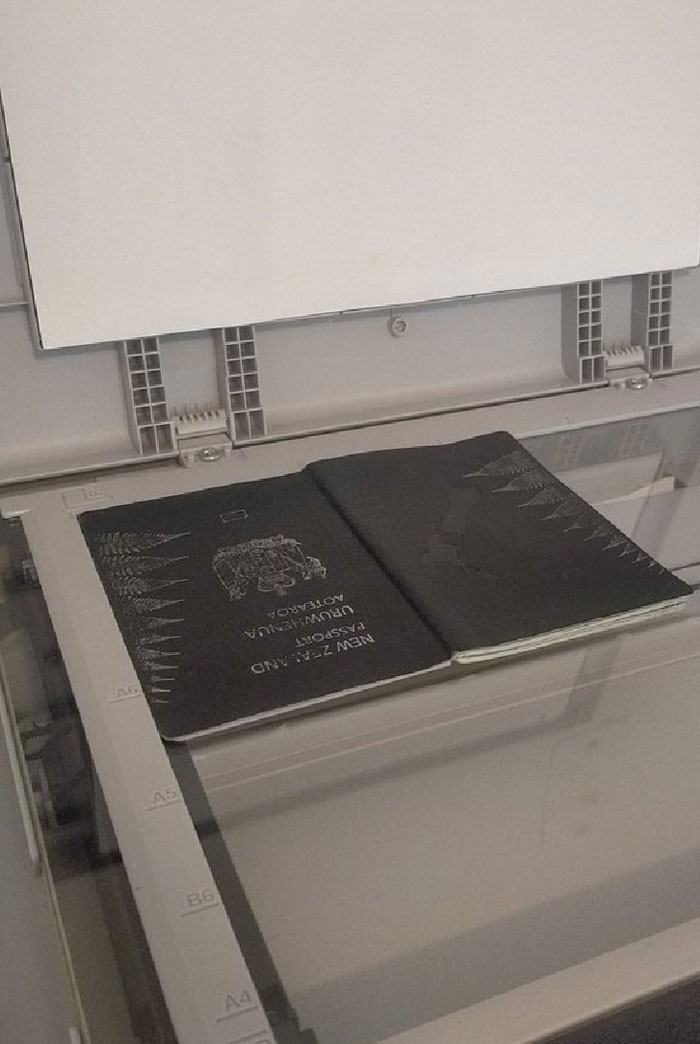 NEW ZEALAND
PASSPORT
URUWHENUA
AOTEAROA
A6
A5
B6
A4